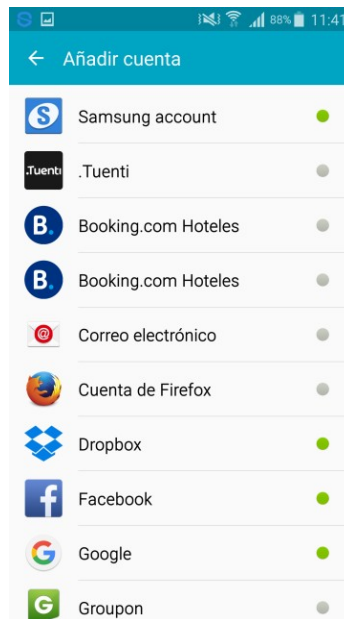 88% 11:41
Añadir cuenta
S Samsung account
.Tuenti .Tuenti
B. Booking.com Hoteles
B. Booking.com Hoteles
@ Correo electrónico
Cuenta de Firefox
Dropbox
f Facebook
G Google
G Groupon